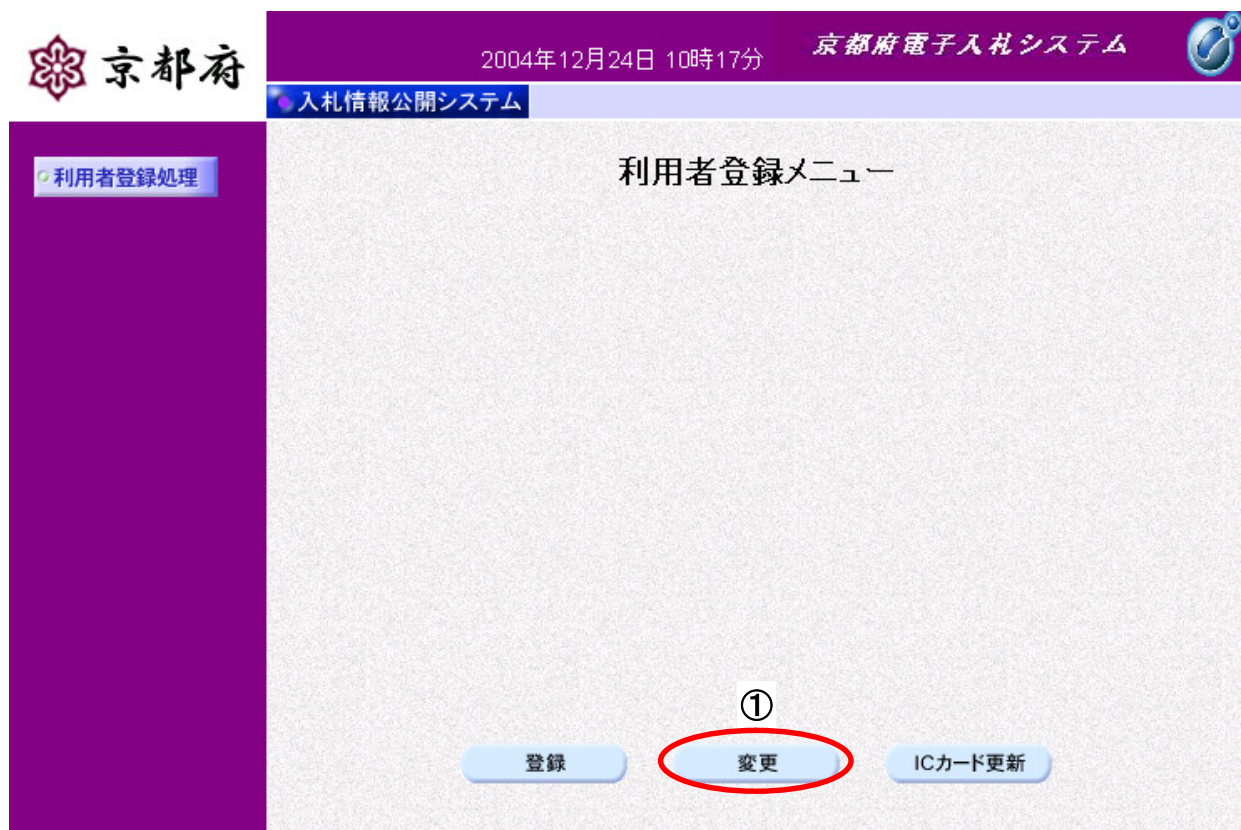 京都府
2004年12月24日 10時17分
京都府電子入札システム
入札情報公開システム
利用者登録処理
利用者登録メニュー
①
登録 変更 ICカード更新